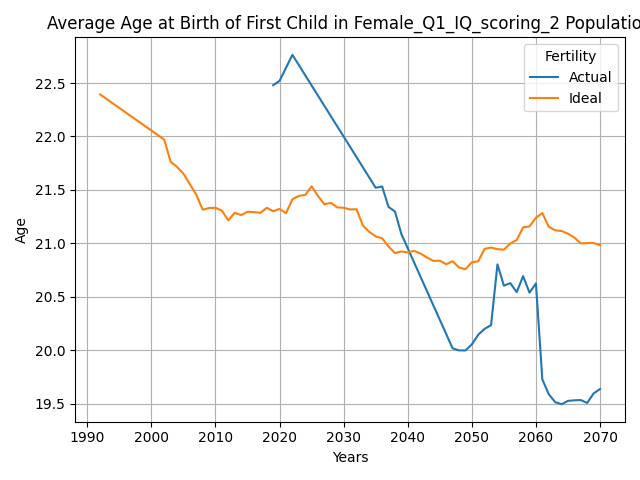 Average Age at Birth of First Child in Female_Q1_IQ_scoring_2 Populatio
Fertility
Actual
Ideal
22.5
22.0
21.5
21.0
20.5
20.0
19.5
Age
1990 2000 2010 2020 2030 2040 2050 2060 2070
Years